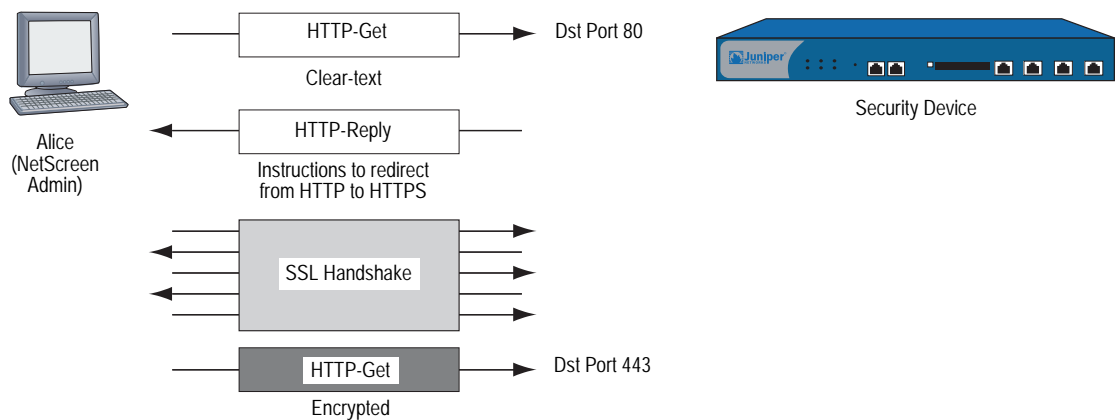 HTTP-Get
Dst Port 80
Clear-text
Juniper
NETWORKS
Security Device
Alice
(NetScreen
Admin)
HTTP-Reply
Instructions to redirect
from HTTP to HTTPS
SSL Handshake
HTTP-Get
Dst Port 443
Encrypted